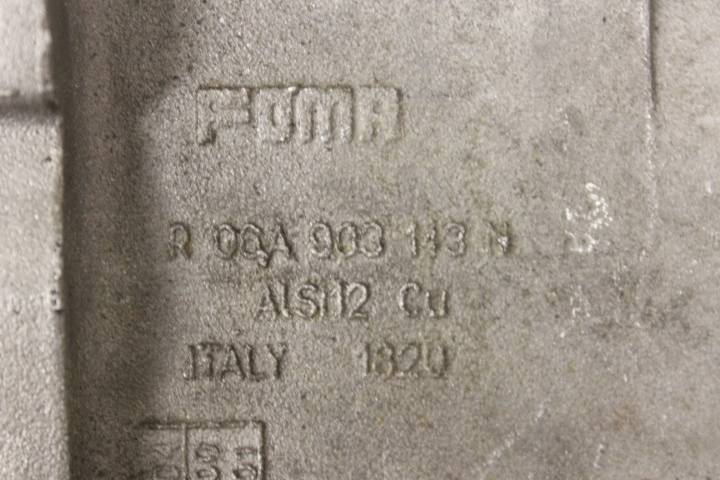 FOMA
R 06A 903 143 N
AlSi12 Cu
ITALY 1820